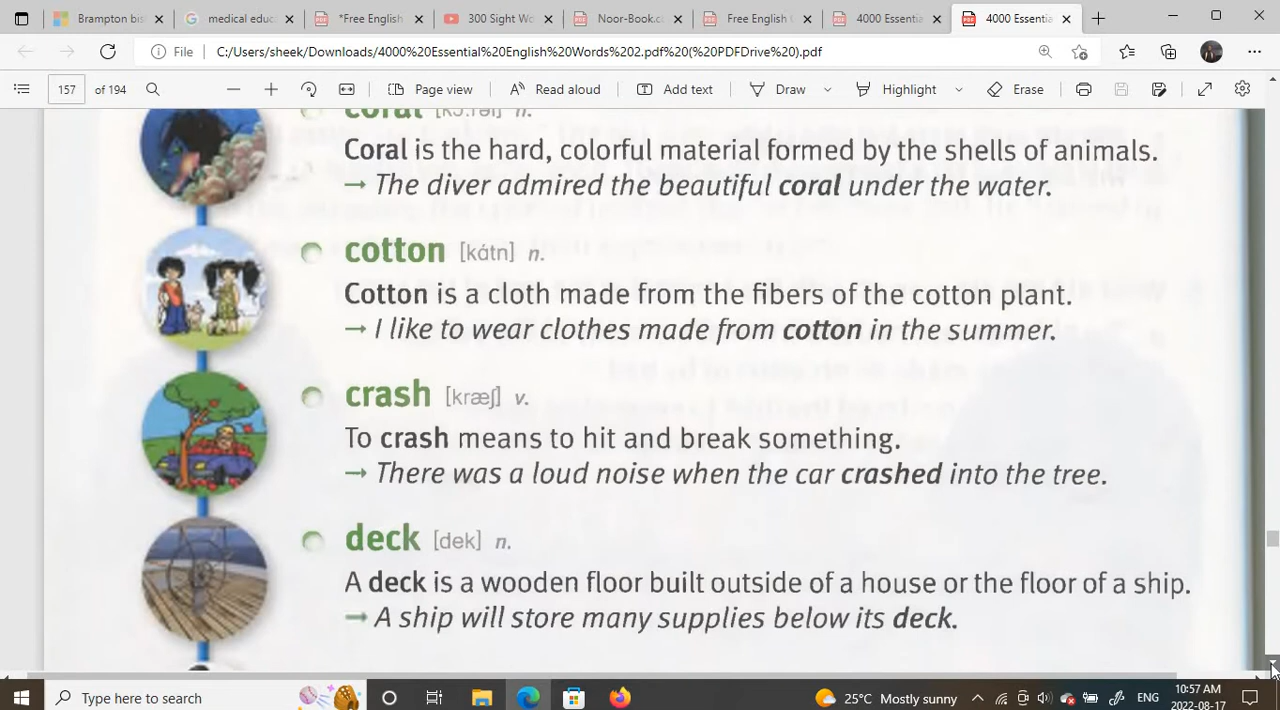 Brampton bis
medical educ
*Free English
300 Sight Wo
Noor-Book.c
Free English
4000 Essentia
4000 Essentia
File C:/Users/sheek/Downloads/4000%20Essential%20English%20Words%202.pdf%20(%20PDFDrive%20).pdf
157 of 194 Page view Read aloud Add text Draw Highlight Erase
coral [kɔ́:rəl] n.
Coral is the hard, colorful material formed by the shells of animals.
→ The diver admired the beautiful coral under the water.
cotton [kátn] n.
Cotton is a cloth made from the fibers of the cotton plant.
→ I like to wear clothes made from cotton in the summer.
crash [kræʃ] v.
To crash means to hit and break something.
→ There was a loud noise when the car crashed into the tree.
deck [dek] n.
A deck is a wooden floor built outside of a house or the floor of a ship.
→ A ship will store many supplies below its deck.
Type here to search 25°C Mostly sunny ENG 10:57 AM
2022-08-17